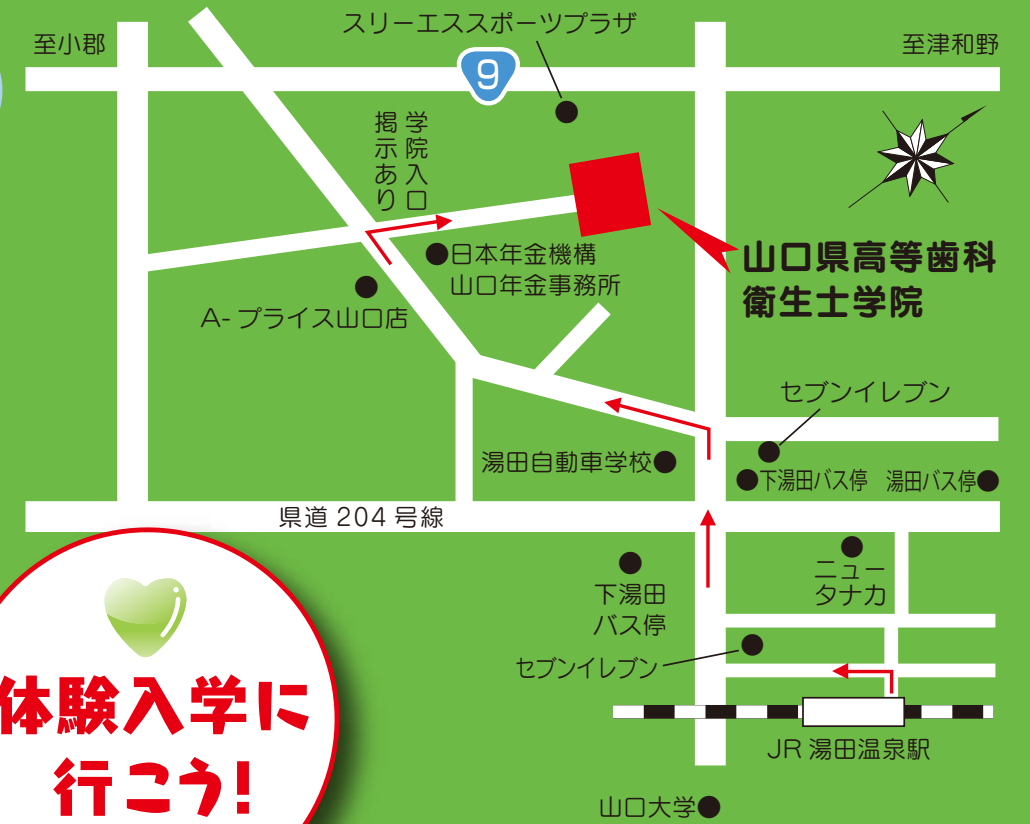 スリーエススポーツプラザ
至小郡
至津和野
9
学院入口
掲示あり
日本年金機構
山口年金事務所
山口県高等歯科
衛生士学院
A-プライス山口店
セブンイレブン
湯田自動車学校
下湯田バス停
湯田バス停
県道204号線
ニュー
タナカ
下湯田
バス停
セブンイレブン
体験入学に
行こう!
JR湯田温泉駅
山口大学